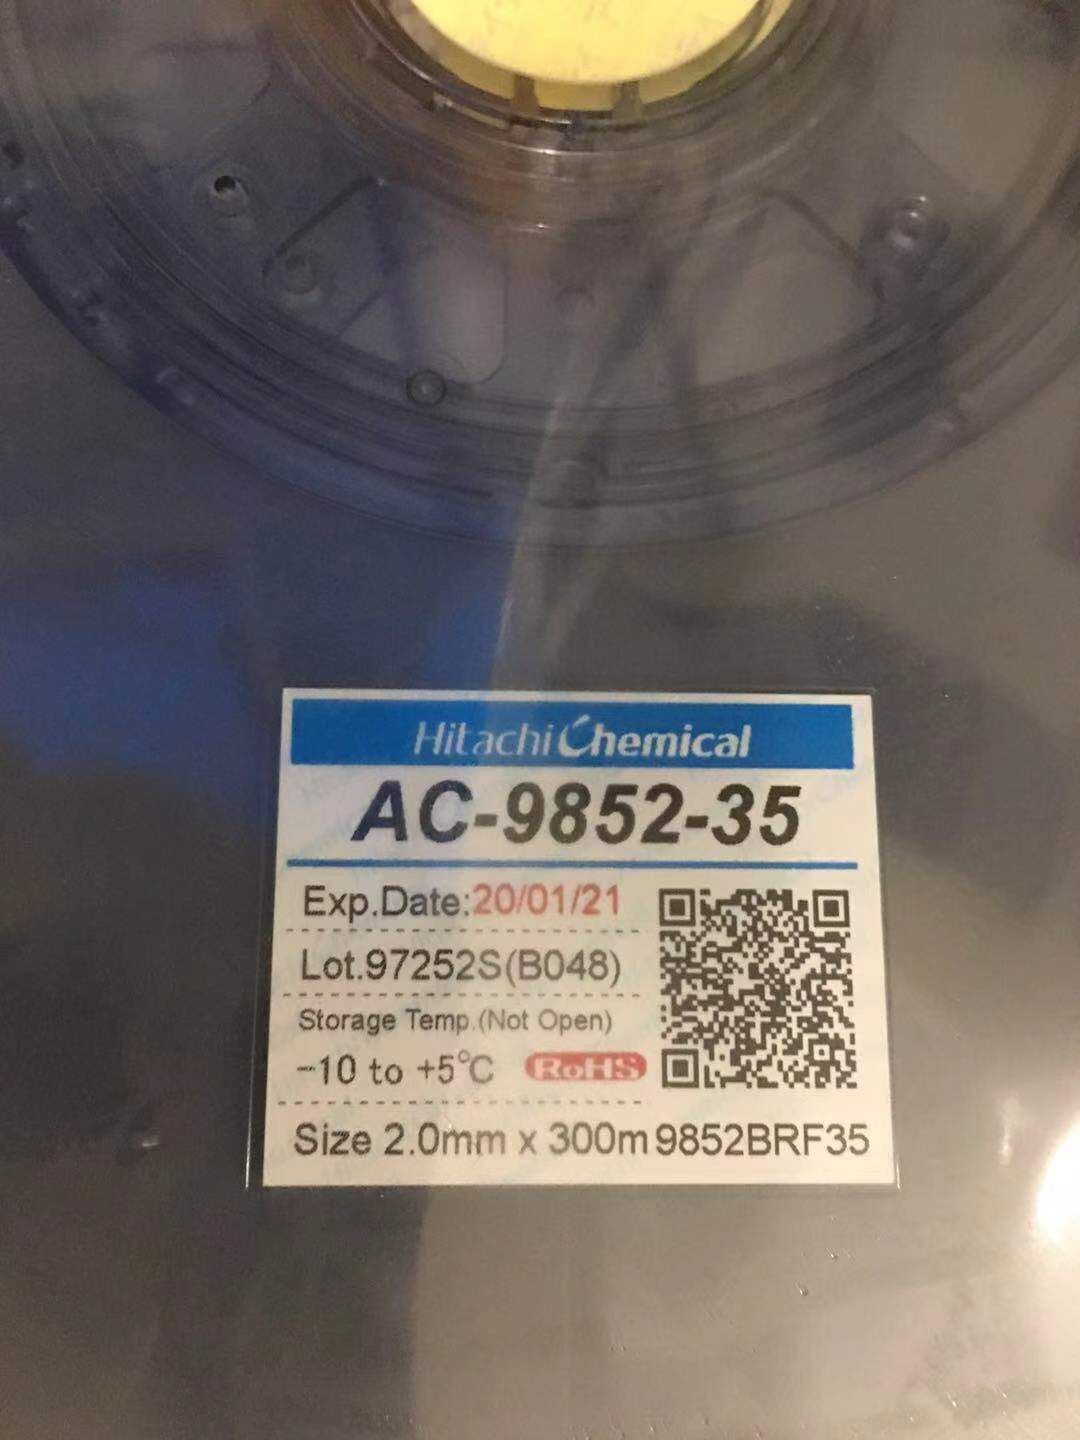 Hitachi Chemical
AC-9852-35
Exp.Date:20/01/21
Lot.97252S(B048)
Storage Temp.(Not Open)
-10 to +5℃ RoHS
Size 2.0mm x 300m 9852BRF35